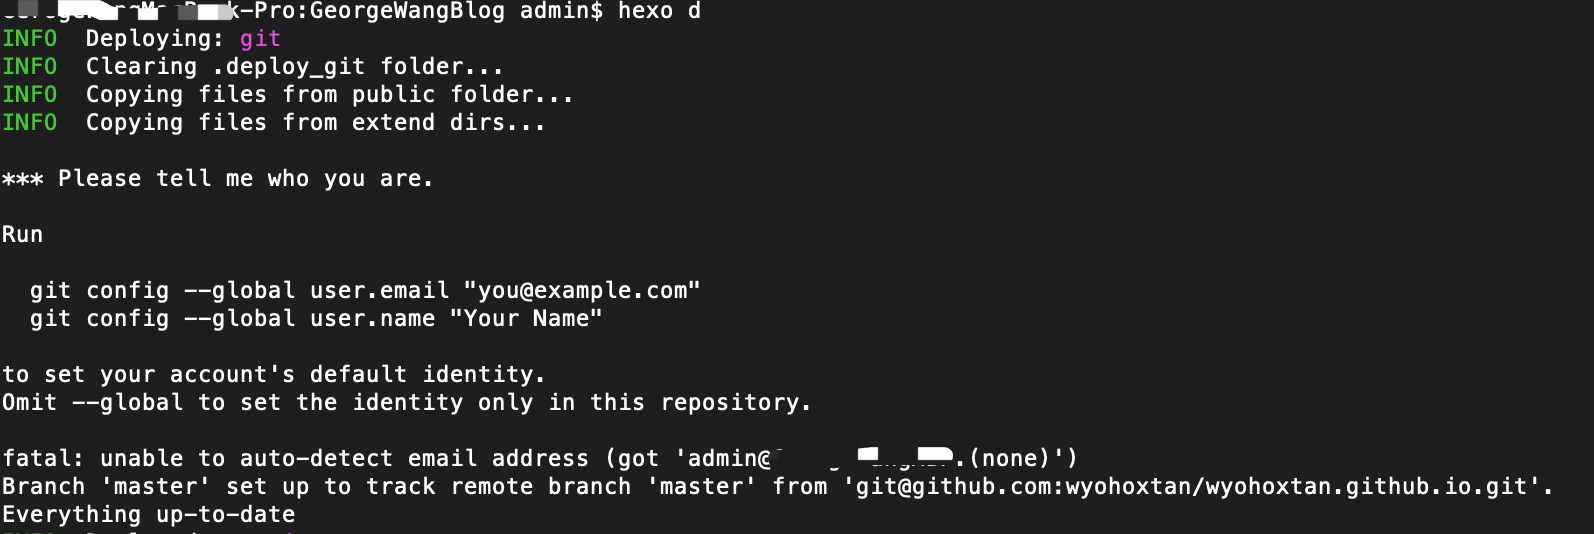 k-Pro:GeorgeWangBlog admin$ hexo d
INFO  Deploying: git
INFO  Clearing .deploy_git folder...
INFO  Copying files from public folder...
INFO  Copying files from extend dirs...
*** Please tell me who you are.
Run
git config --global user.email "you@example.com"
git config --global user.name "Your Name"
to set your account's default identity.
Omit --global to set the identity only in this repository.
fatal: unable to auto-detect email address (got 'admin@ .(none)')
Branch 'master' set up to track remote branch 'master' from 'git@github.com:wyohoxtan/wyohoxtan.github.io.git'.
Everything up-to-date